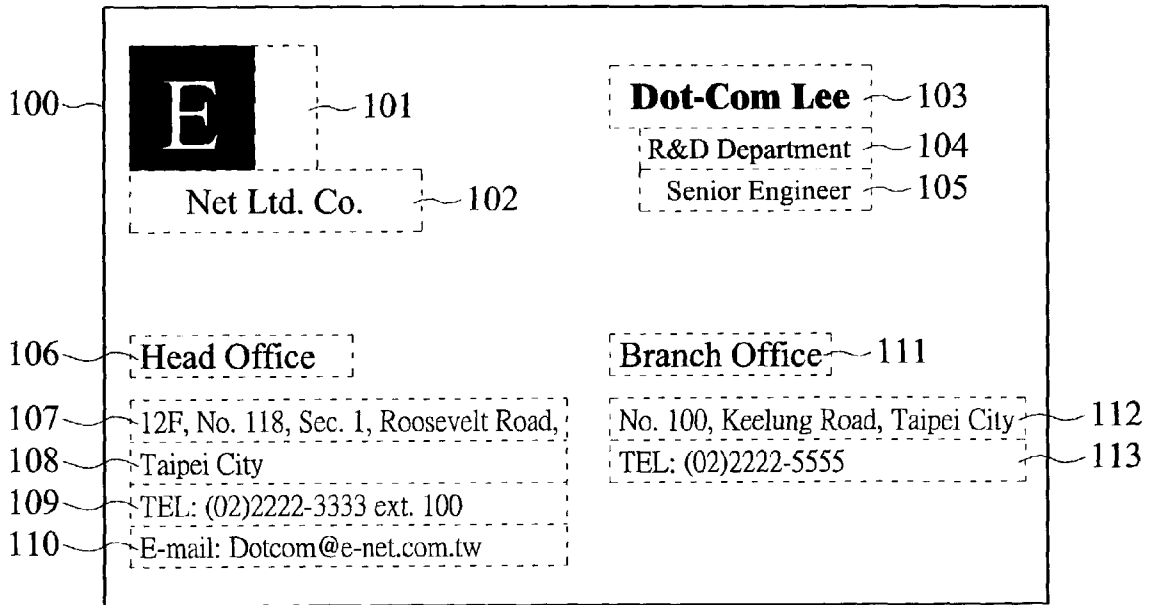 E
100
101
Dot-Com Lee
103
R&D Department
104
Net Ltd. Co.
102
Senior Engineer
105
106
Head Office
107
12F, No. 118, Sec. 1, Roosevelt Road,
108
Taipei City
109
TEL: (02)2222-3333 ext. 100
110
E-mail: Dotcom@e-net.com.tw
Branch Office
111
No. 100, Keelung Road, Taipei City
112
TEL: (02)2222-5555
113